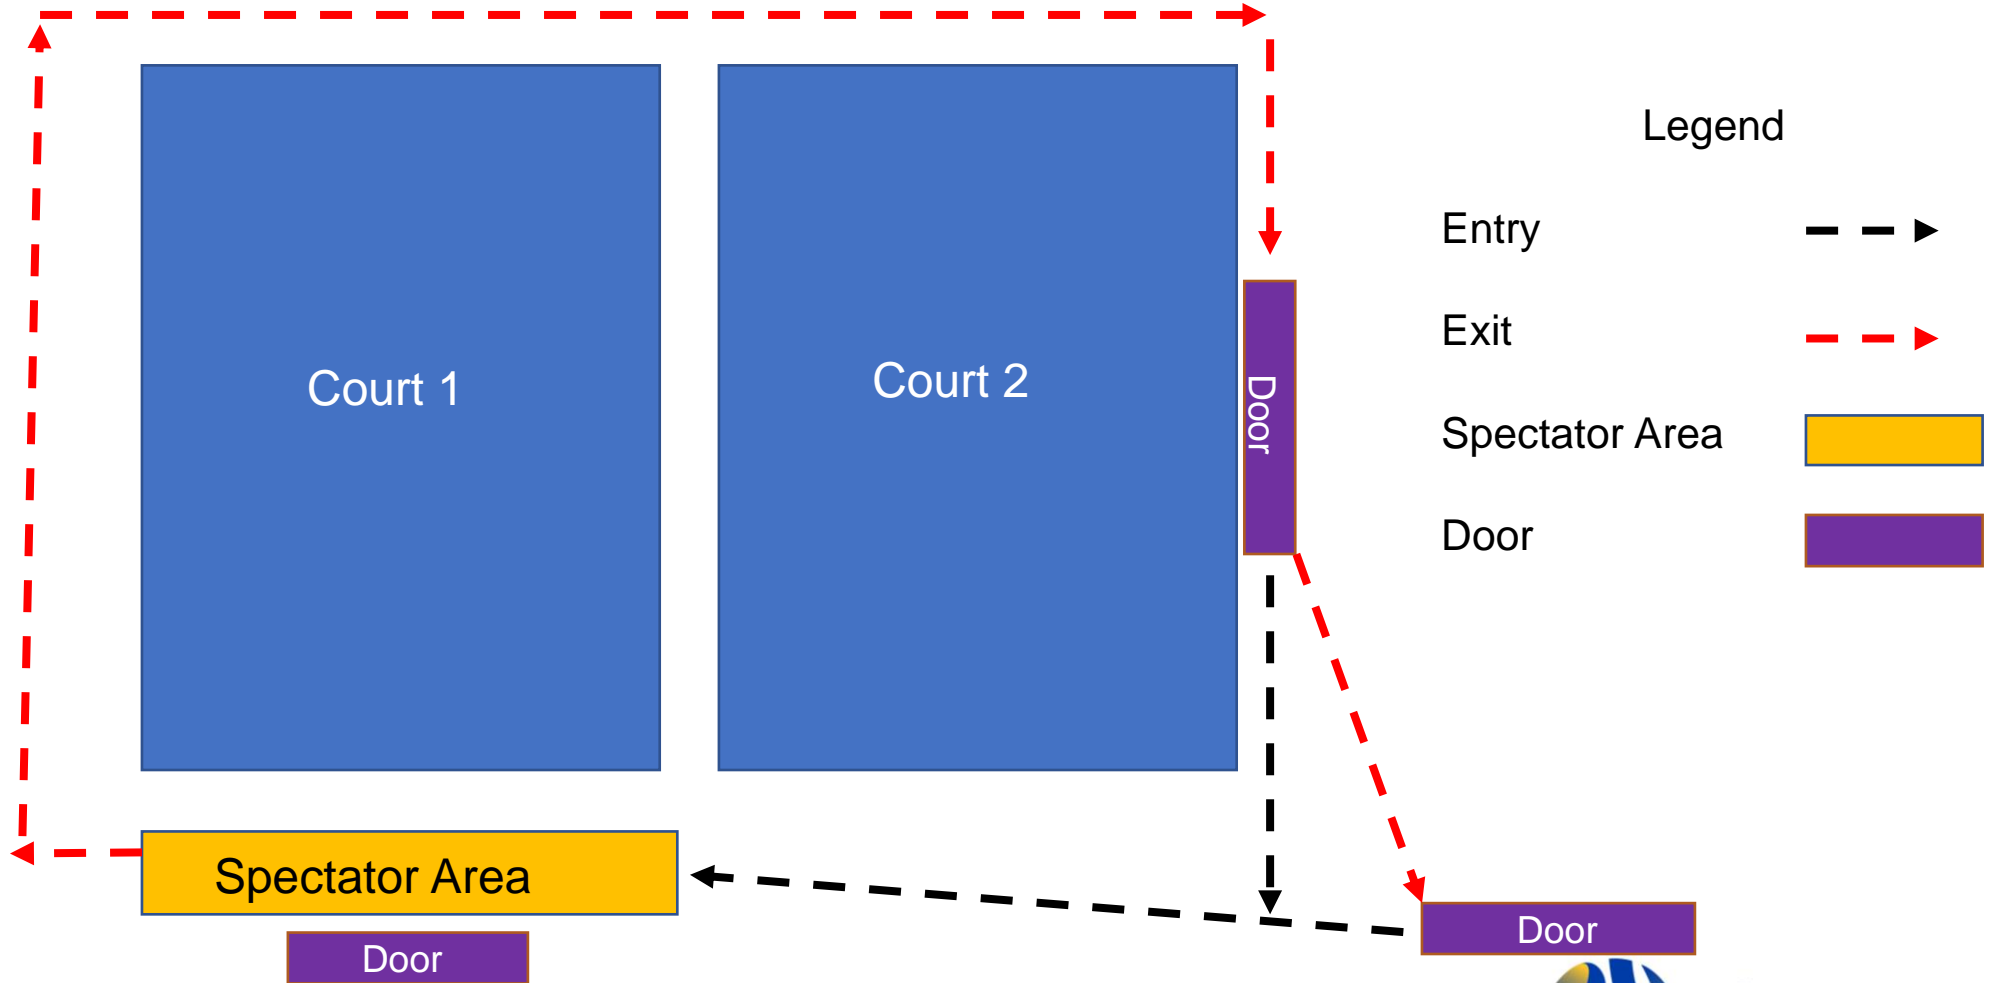 Legend
Entry
Exit
Spectator Area
Door
Court 1
Court 2
Door
Spectator Area
Door
Door